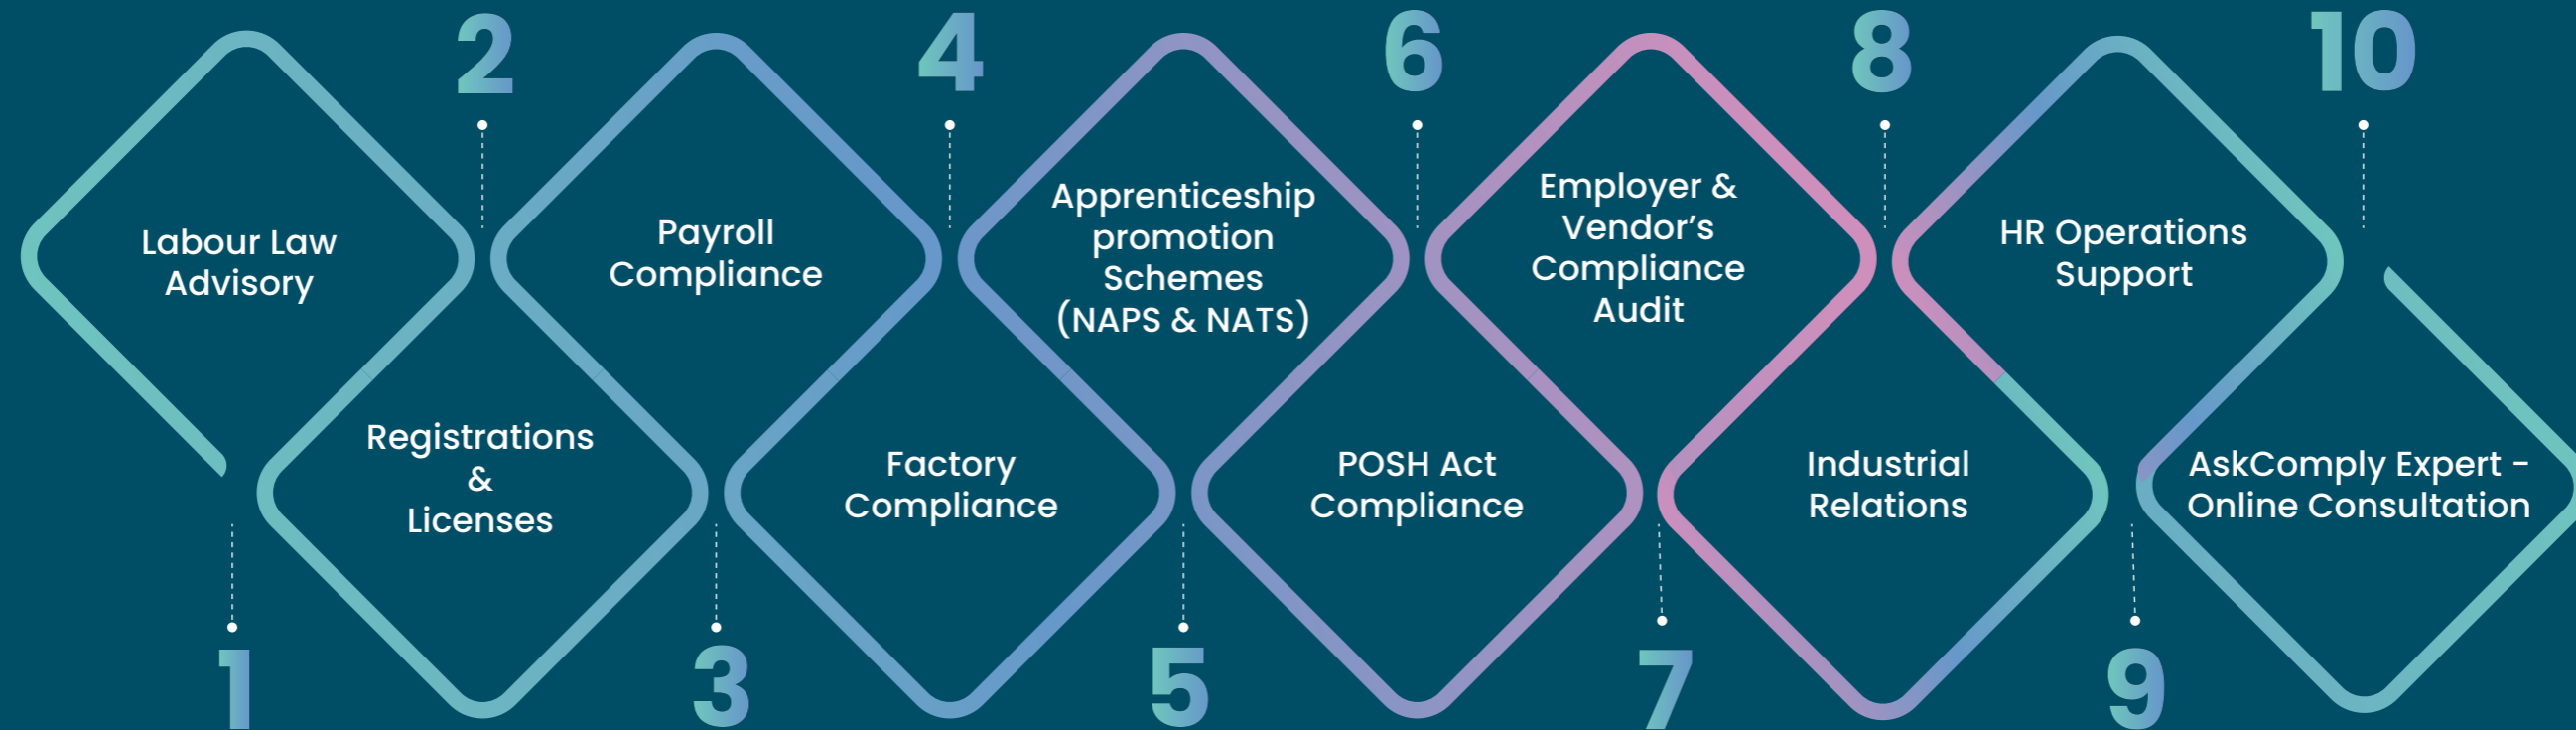 1
Labour Law
Advisory
2
Registrations
&
Licenses
3
Payroll
Compliance
4
Factory
Compliance
5
Apprenticeship
promotion
Schemes
(NAPS & NATS)
6
POSH Act
Compliance
7
Employer &
Vendor’s
Compliance
Audit
8
Industrial
Relations
9
HR Operations
Support
10
AskComply Expert -
Online Consultation